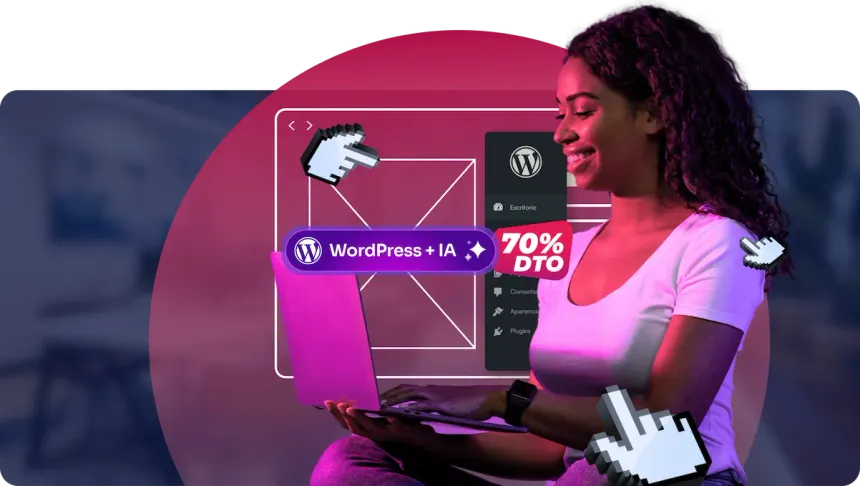 Escritorio
WordPress + IA
70%
DTO
Apariencia
Plugins